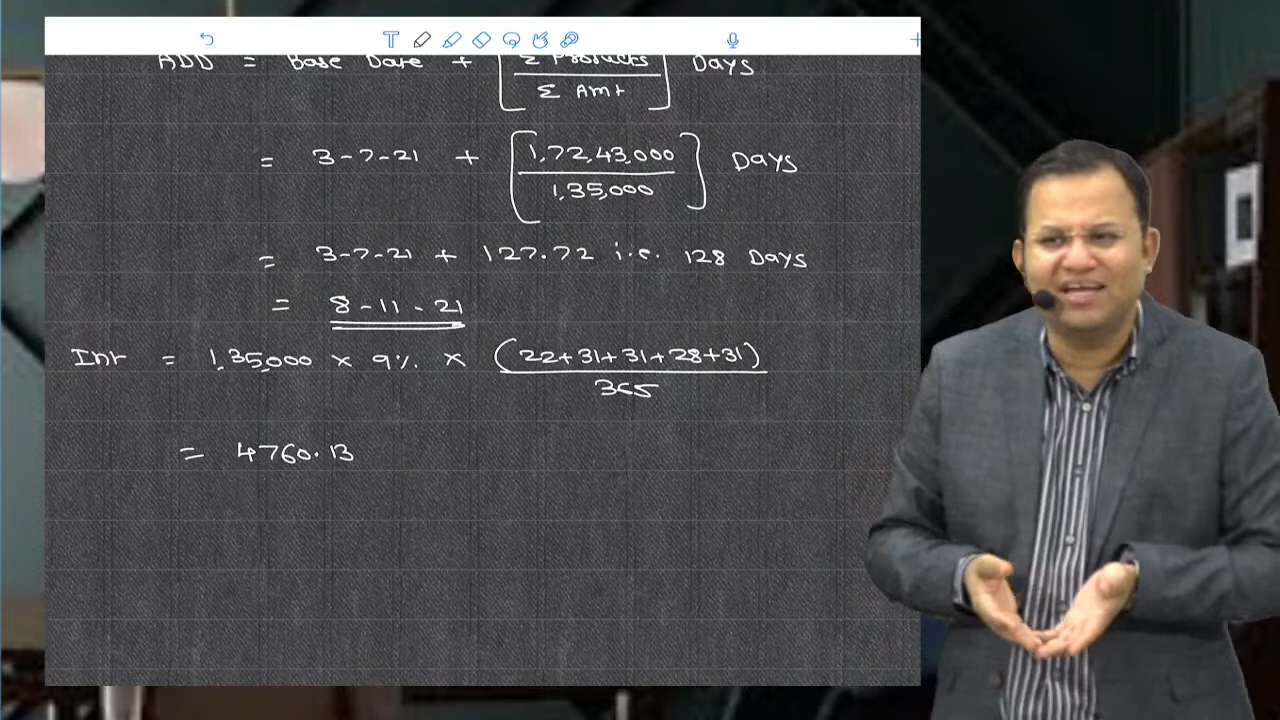 ADD = Base Date + [ Σ Products / Σ Amt ] Days
= 3-7-21 + [ 1,72,43,000 / 1,35,000 ] Days
= 3-7-21 + 127.72 i.e. 128 Days
= 8-11-21
Int = 1,35,000 x 9% x (22+31+31+28+31) / 365
= 4760.13